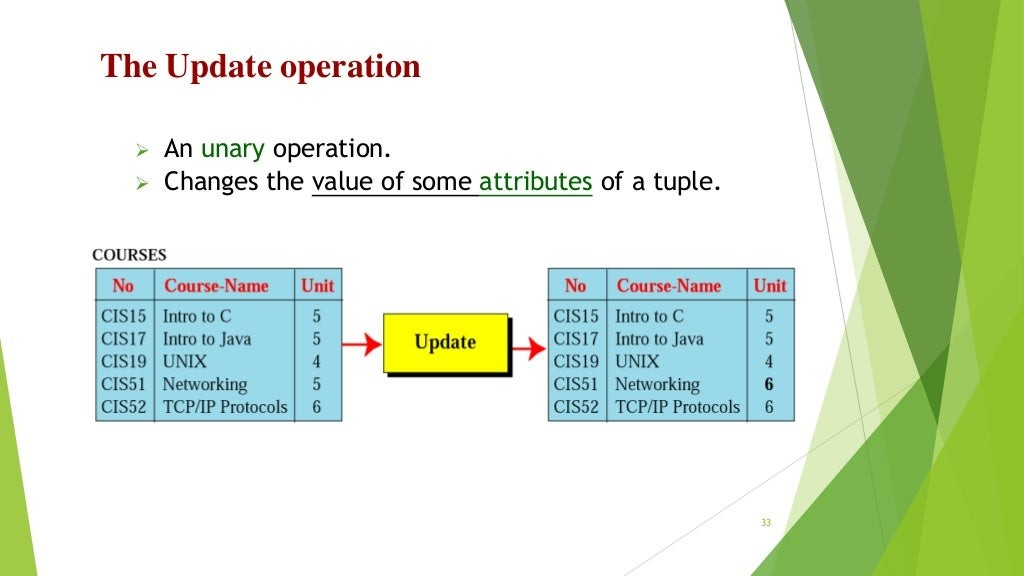 The Update operation
An unary operation.
Changes the value of some attributes of a tuple.
COURSES
No Course-Name Unit
CIS15 Intro to C 5
CIS17 Intro to Java 5
CIS19 UNIX 4
CIS51 Networking 5
CIS52 TCP/IP Protocols 6
Update
No Course-Name Unit
CIS15 Intro to C 5
CIS17 Intro to Java 5
CIS19 UNIX 4
CIS51 Networking 6
CIS52 TCP/IP Protocols 6
33